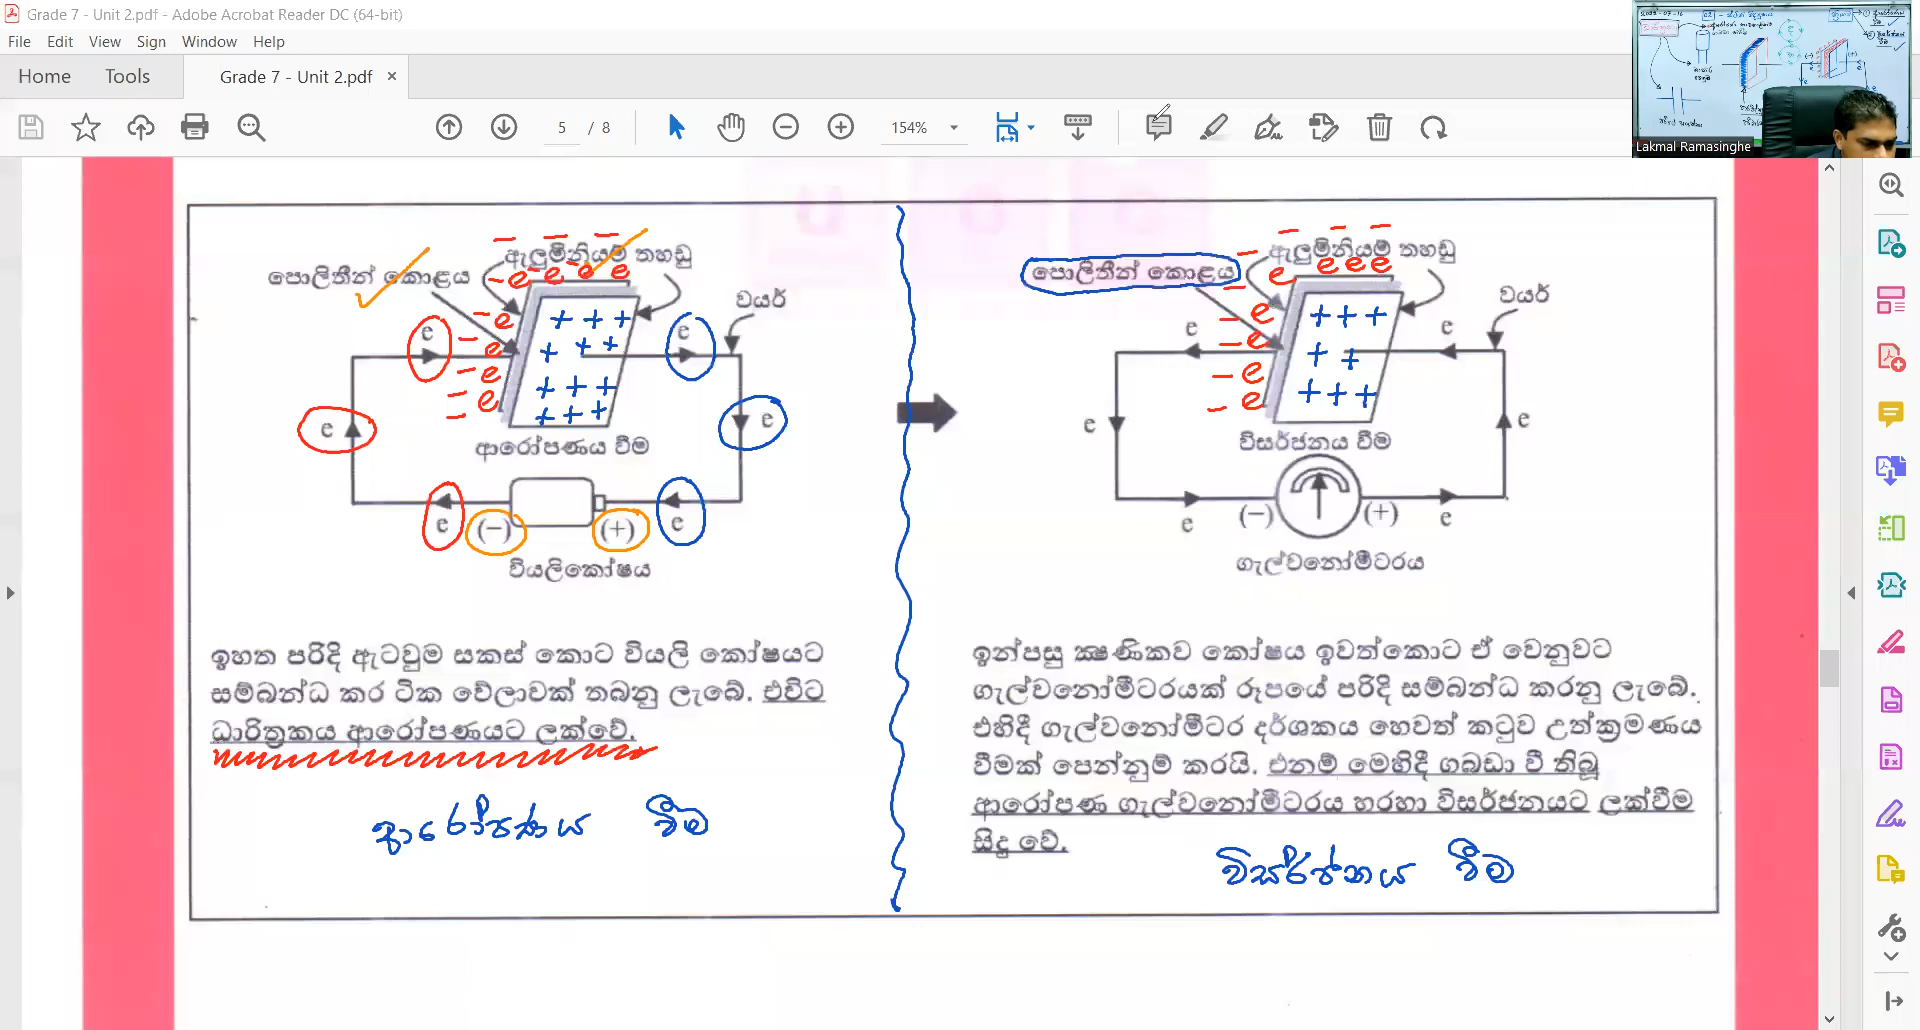 Grade 7 - Unit 2.pdf - Adobe Acrobat Reader DC (64-bit)
File Edit View Sign Window Help
Home Tools Grade 7 - Unit 2.pdf ×
5 / 8 154%
Lakmal Ramasinghe
පොලිතීන් කොළය
ඇලුමිනියම් තහඩු
වයර්
e
e
e
e
e
e
ආරෝපණය වීම
(−) (+)
වියලිකෝෂය
ඉහත පරිදි ඇටවුම සකස් කොට වියලි කෝෂයට
සම්බන්ධ කර ටික වේලාවක් තබනු ලැබේ. එවිට
ධාරිත්‍රකය ආරෝපණයට ලක්වේ.
ආරෝපණය වීම
පොලිතීන් කොළය
ඇලුමිනියම් තහඩු
වයර්
e
e
e
e
e
e
විසර්ජනය වීම
(−) (+)
ගැල්වනෝමීටරය
ඉන්පසු ක්ෂණිකව කෝෂය ඉවත්කොට ඒ වෙනුවට
ගැල්වනෝමීටරයක් රූපයේ පරිදි සම්බන්ධ කරනු ලැබේ.
එහිදී ගැල්වනෝමීටර දර්ශකය හෙවත් කටුව උත්ක්‍රමණය
වීමක් පෙන්නුම් කරයි. එනම් මෙහිදී ගබඩා වී තිබූ
ආරෝපණ ගැල්වනෝමීටරය හරහා විසර්ජනයට ලක්වීම
සිදු වේ.
විසර්ජනය වීම